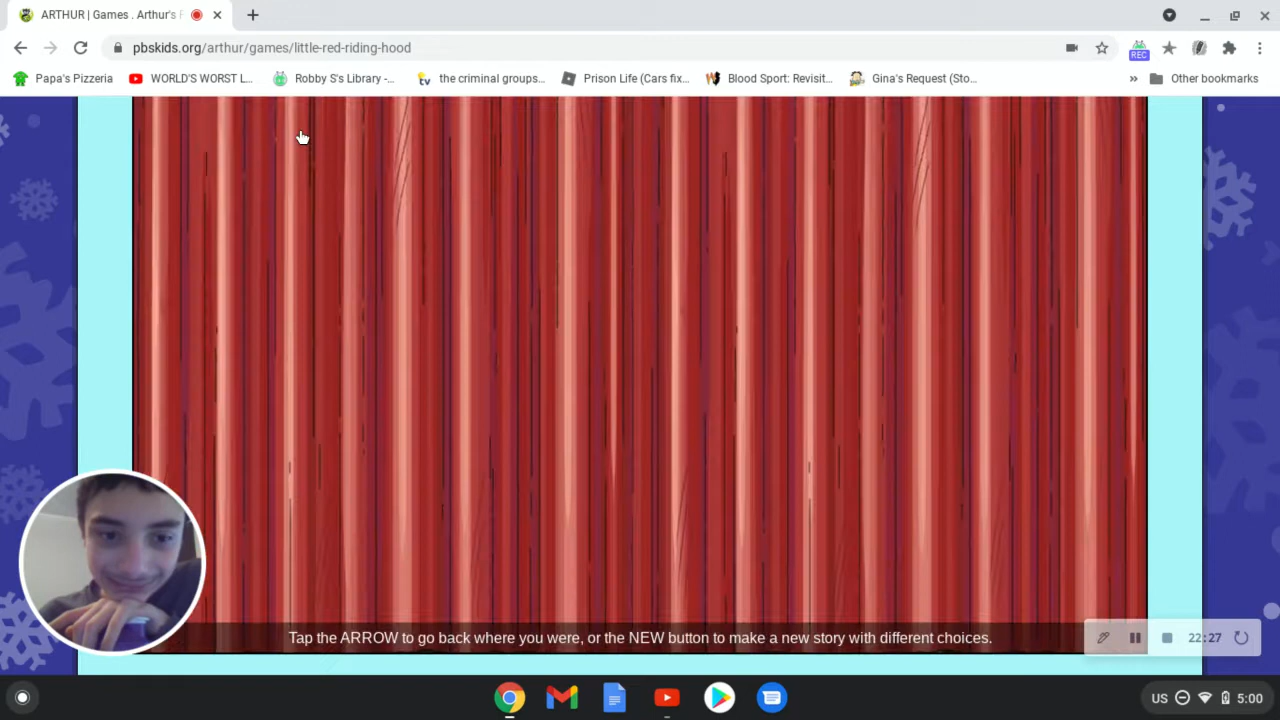 ARTHUR | Games . Arthur's
pbskids.org/arthur/games/little-red-riding-hood
REC
Papa's Pizzeria
WORLD'S WORST L...
Robby S's Library -...
tv
the criminal groups...
Prison Life (Cars fix...
Blood Sport: Revisit...
Gina's Request (Sto...
»
Other bookmarks
Tap the ARROW to go back where you were, or the NEW button to make a new story with different choices.
22:27
US
5:00